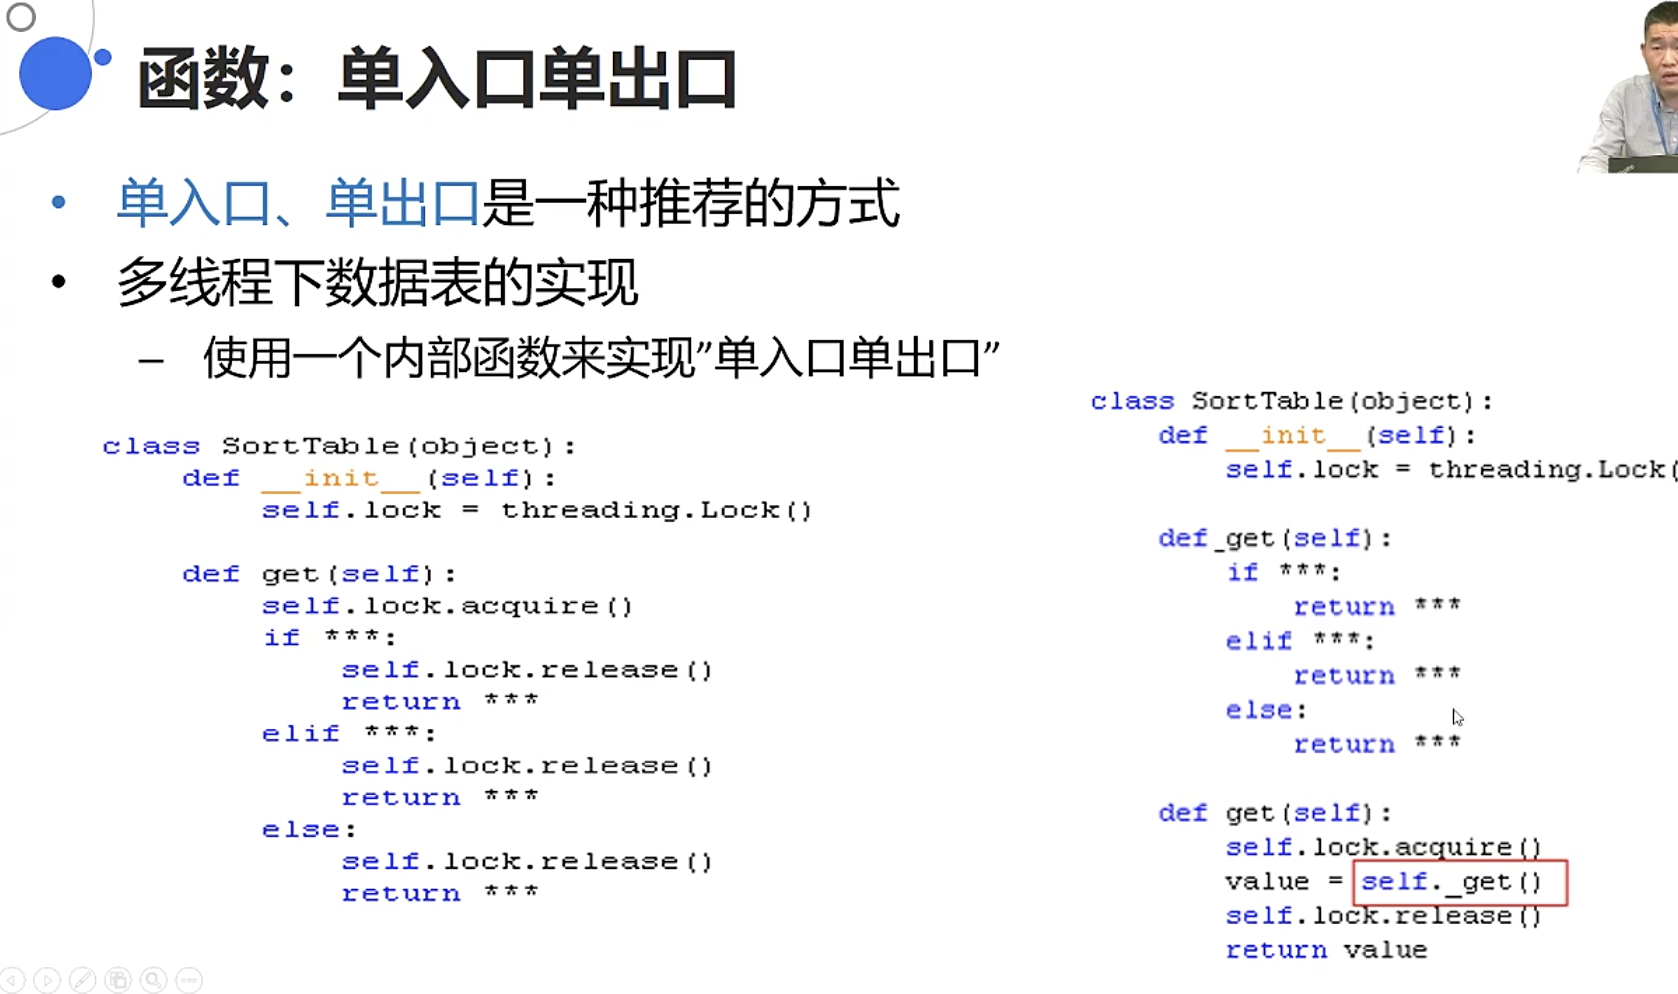 函数：单入口单出口
• 单入口、单出口是一种推荐的方式
• 多线程下数据表的实现
– 使用一个内部函数来实现”单入口单出口”
class SortTable(object):
    def __init__(self):
        self.lock = threading.Lock()

    def get(self):
        self.lock.acquire()
        if ***:
            self.lock.release()
            return ***
        elif ***:
            self.lock.release()
            return ***
        else:
            self.lock.release()
            return ***
class SortTable(object):
    def __init__(self):
        self.lock = threading.Lock(

    def_get(self):
        if ***:
            return ***
        elif ***:
            return ***
        else:
            return ***

    def get(self):
        self.lock.acquire()
        value = self._get()
        self.lock.release()
        return value